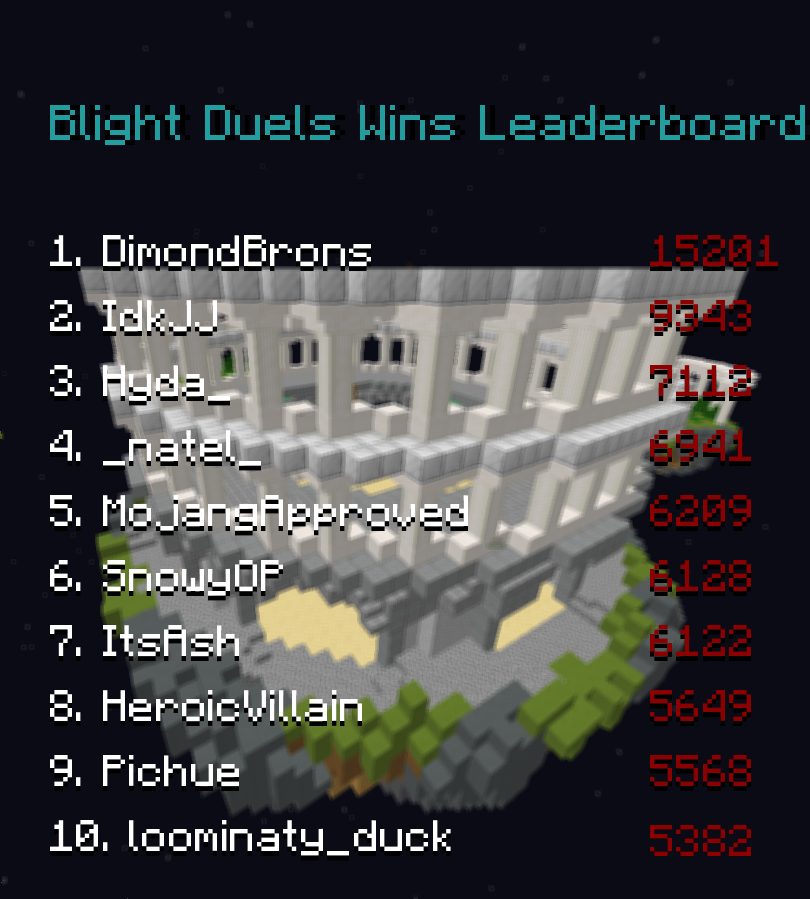 Blight Duels Wins Leaderboard
1. DimondBrons 15201
2. IdkJJ 9343
3. Hyda_ 7112
4. _natel_ 6941
5. MojangApproved 6209
6. SnowyOP 6128
7. ItsAsh 6122
8. HeroicVillain 5649
9. Pichue 5568
10. loominaty_duck 5382